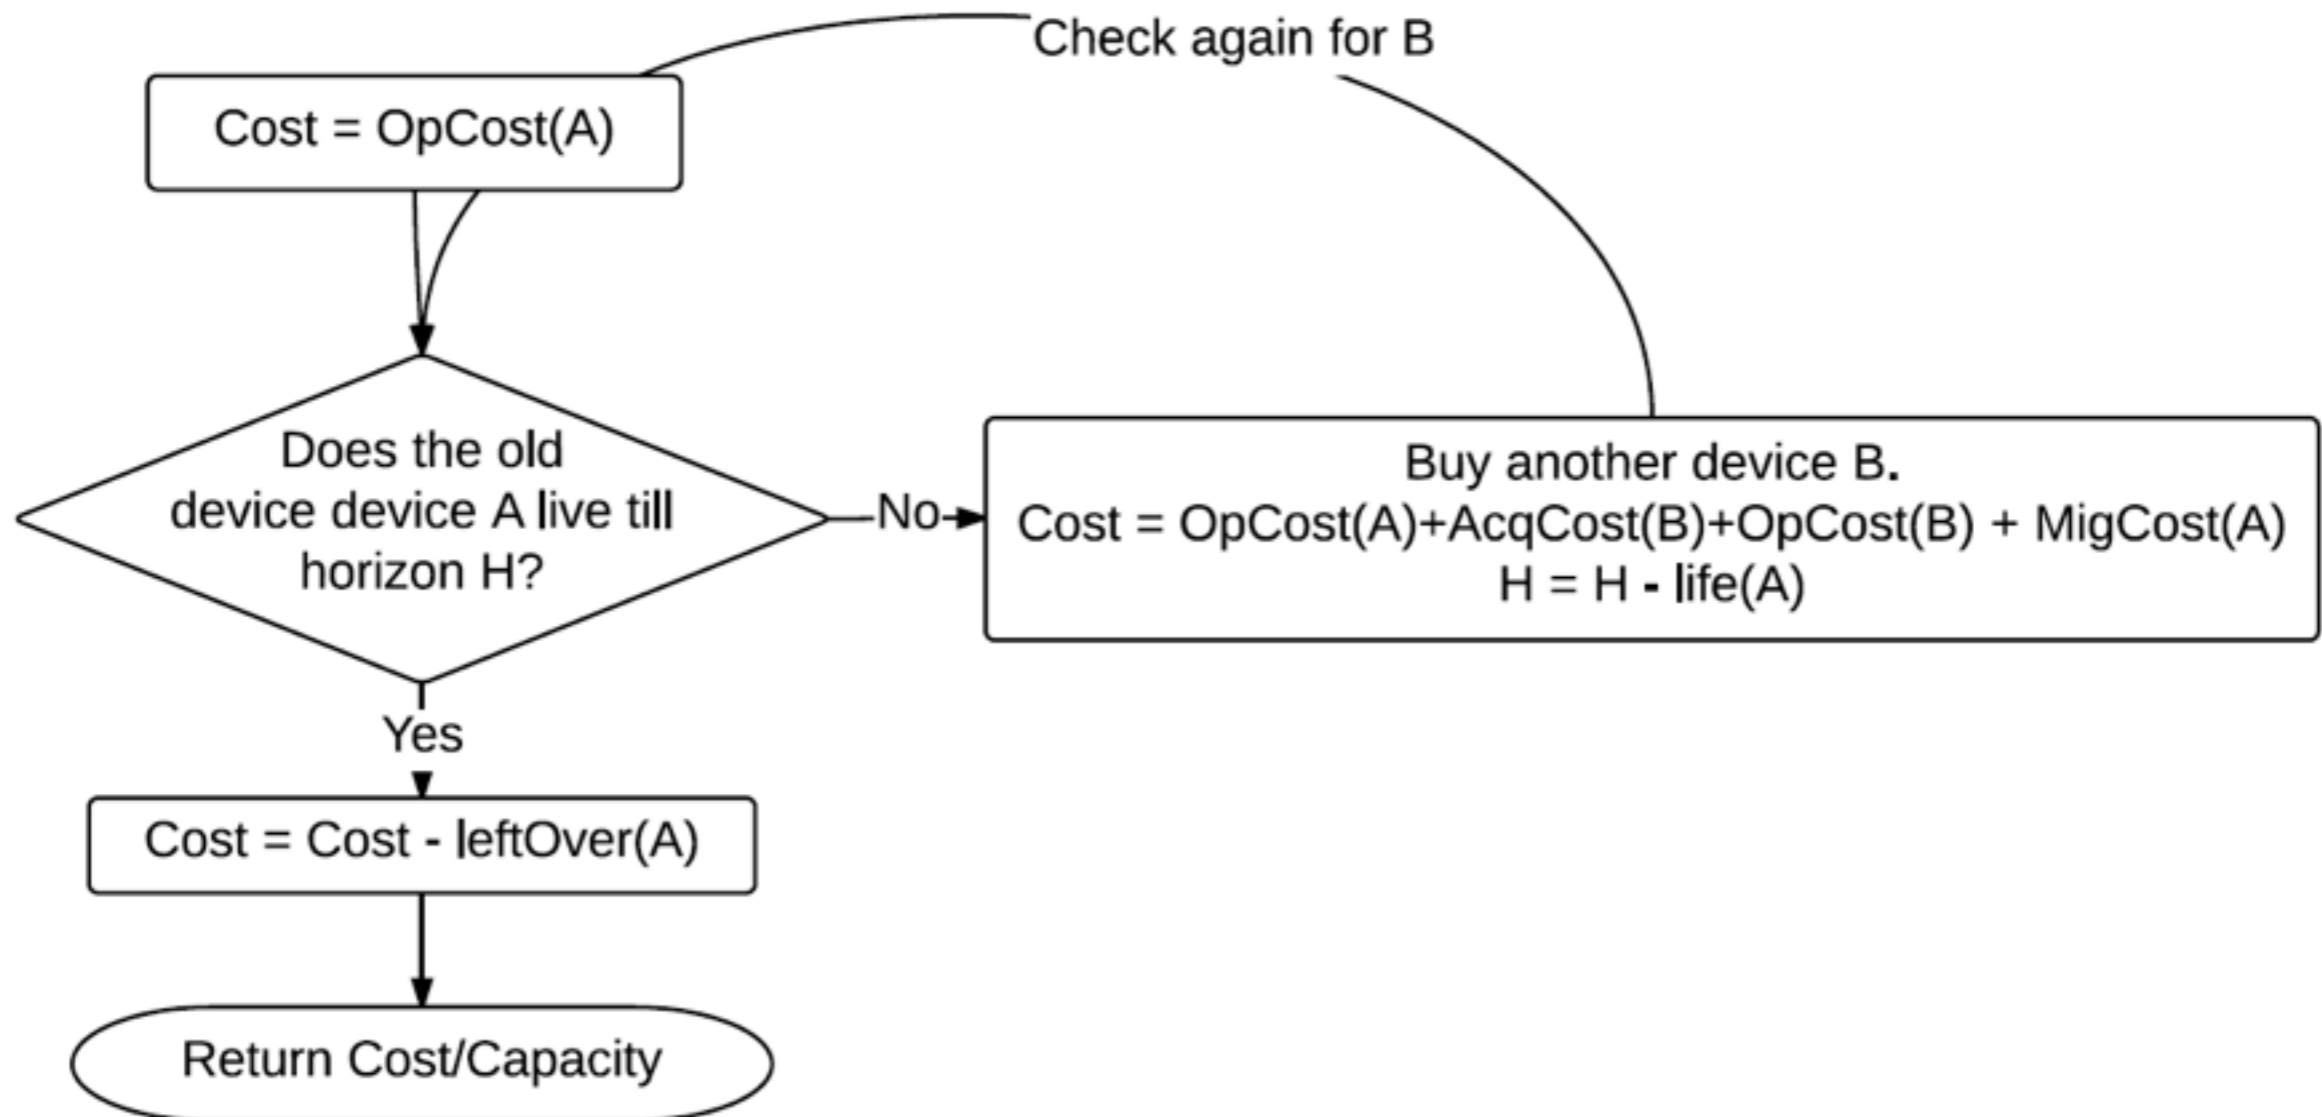 Check again for B
Cost = OpCost(A)
Does the old
device device A live till
horizon H?
No
Buy another device B.
Cost = OpCost(A)+AcqCost(B)+OpCost(B) + MigCost(A)
H = H - life(A)
Yes
Cost = Cost - leftOver(A)
Return Cost/Capacity